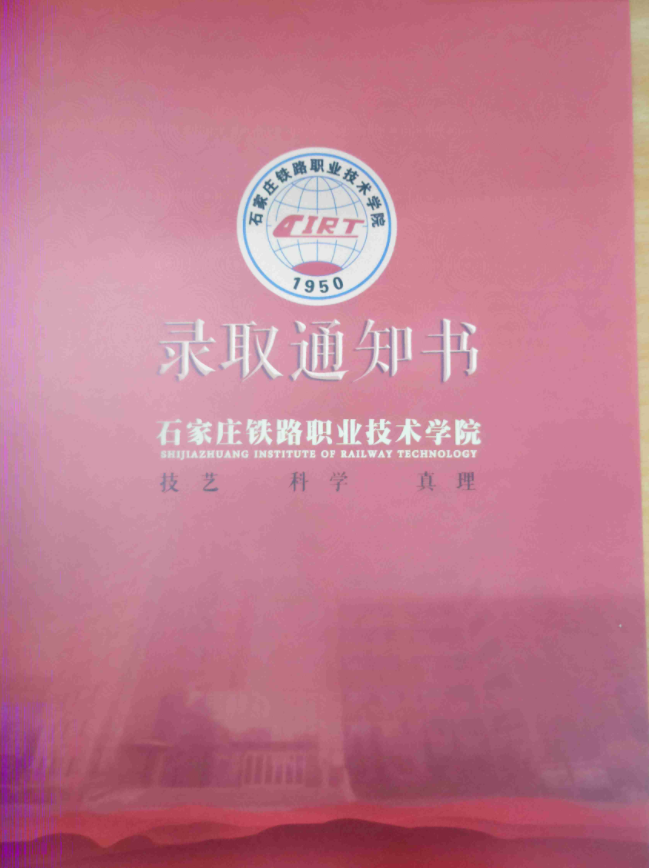 石家庄铁路职业技术学院
CIRT
1950
录取通知书
石家庄铁路职业技术学院
SHIJIAZHUANG INSTITUTE OF RAILWAY TECHNOLOGY
技艺 科学 真理